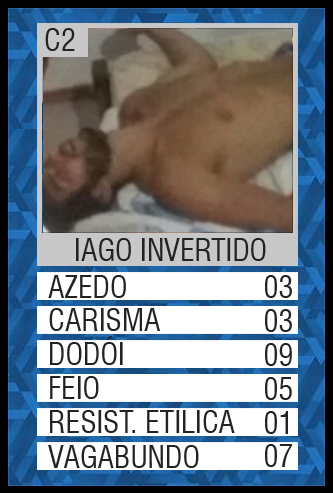 C2
IAGO INVERTIDO
AZEDO 03
CARISMA 03
DODÓI 09
FEIO 05
RESIST. ETILICA 01
VAGABUNDO 07